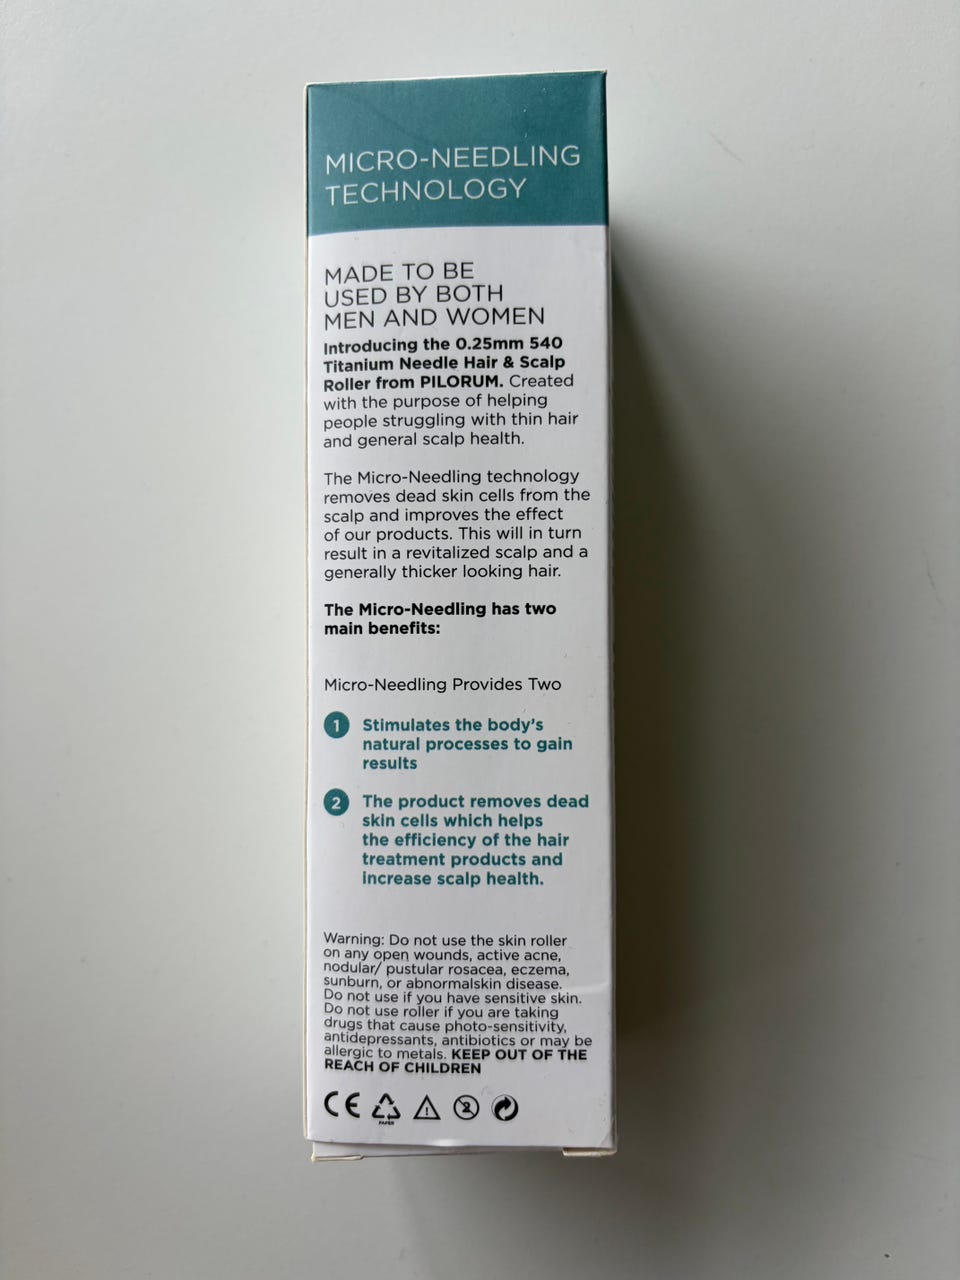 MICRO-NEEDLING
TECHNOLOGY
MADE TO BE
USED BY BOTH
MEN AND WOMEN
Introducing the 0.25mm 540
Titanium Needle Hair & Scalp
Roller from PILORUM. Created
with the purpose of helping
people struggling with thin hair
and general scalp health.
The Micro-Needling technology
removes dead skin cells from the
scalp and improves the effect
of our products. This will in turn
result in a revitalized scalp and a
generally thicker looking hair.
The Micro-Needling has two
main benefits:
Micro-Needling Provides Two
1 Stimulates the body's
natural processes to gain
results
2 The product removes dead
skin cells which helps
the efficiency of the hair
treatment products and
increase scalp health.
Warning: Do not use the skin roller
on any open wounds, active acne,
nodular/ pustular rosacea, eczema,
sunburn, or abnormalskin disease.
Do not use if you have sensitive skin.
Do not use roller if you are taking
drugs that cause photo-sensitivity,
antidepressants, antibiotics or may be
allergic to metals. KEEP OUT OF THE
REACH OF CHILDREN
CE 2
PAPER